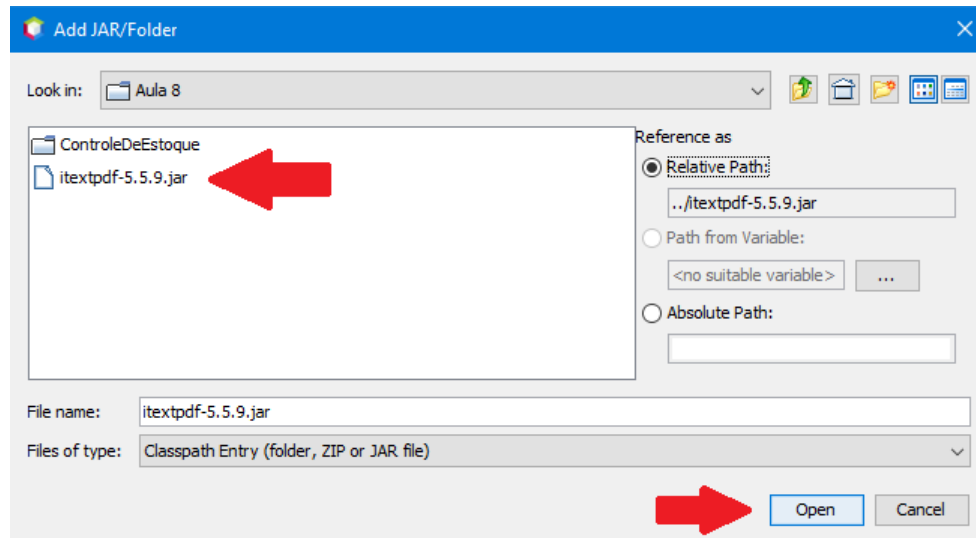 Add JAR/Folder
Look in: Aula 8
ControleDeEstoque
itextpdf-5.5.9.jar
Reference as
Relative Path:
../itextpdf-5.5.9.jar
Path from Variable:
<no suitable variable> ...
Absolute Path:
File name: itextpdf-5.5.9.jar
Files of type: Classpath Entry (folder, ZIP or JAR file)
Open Cancel